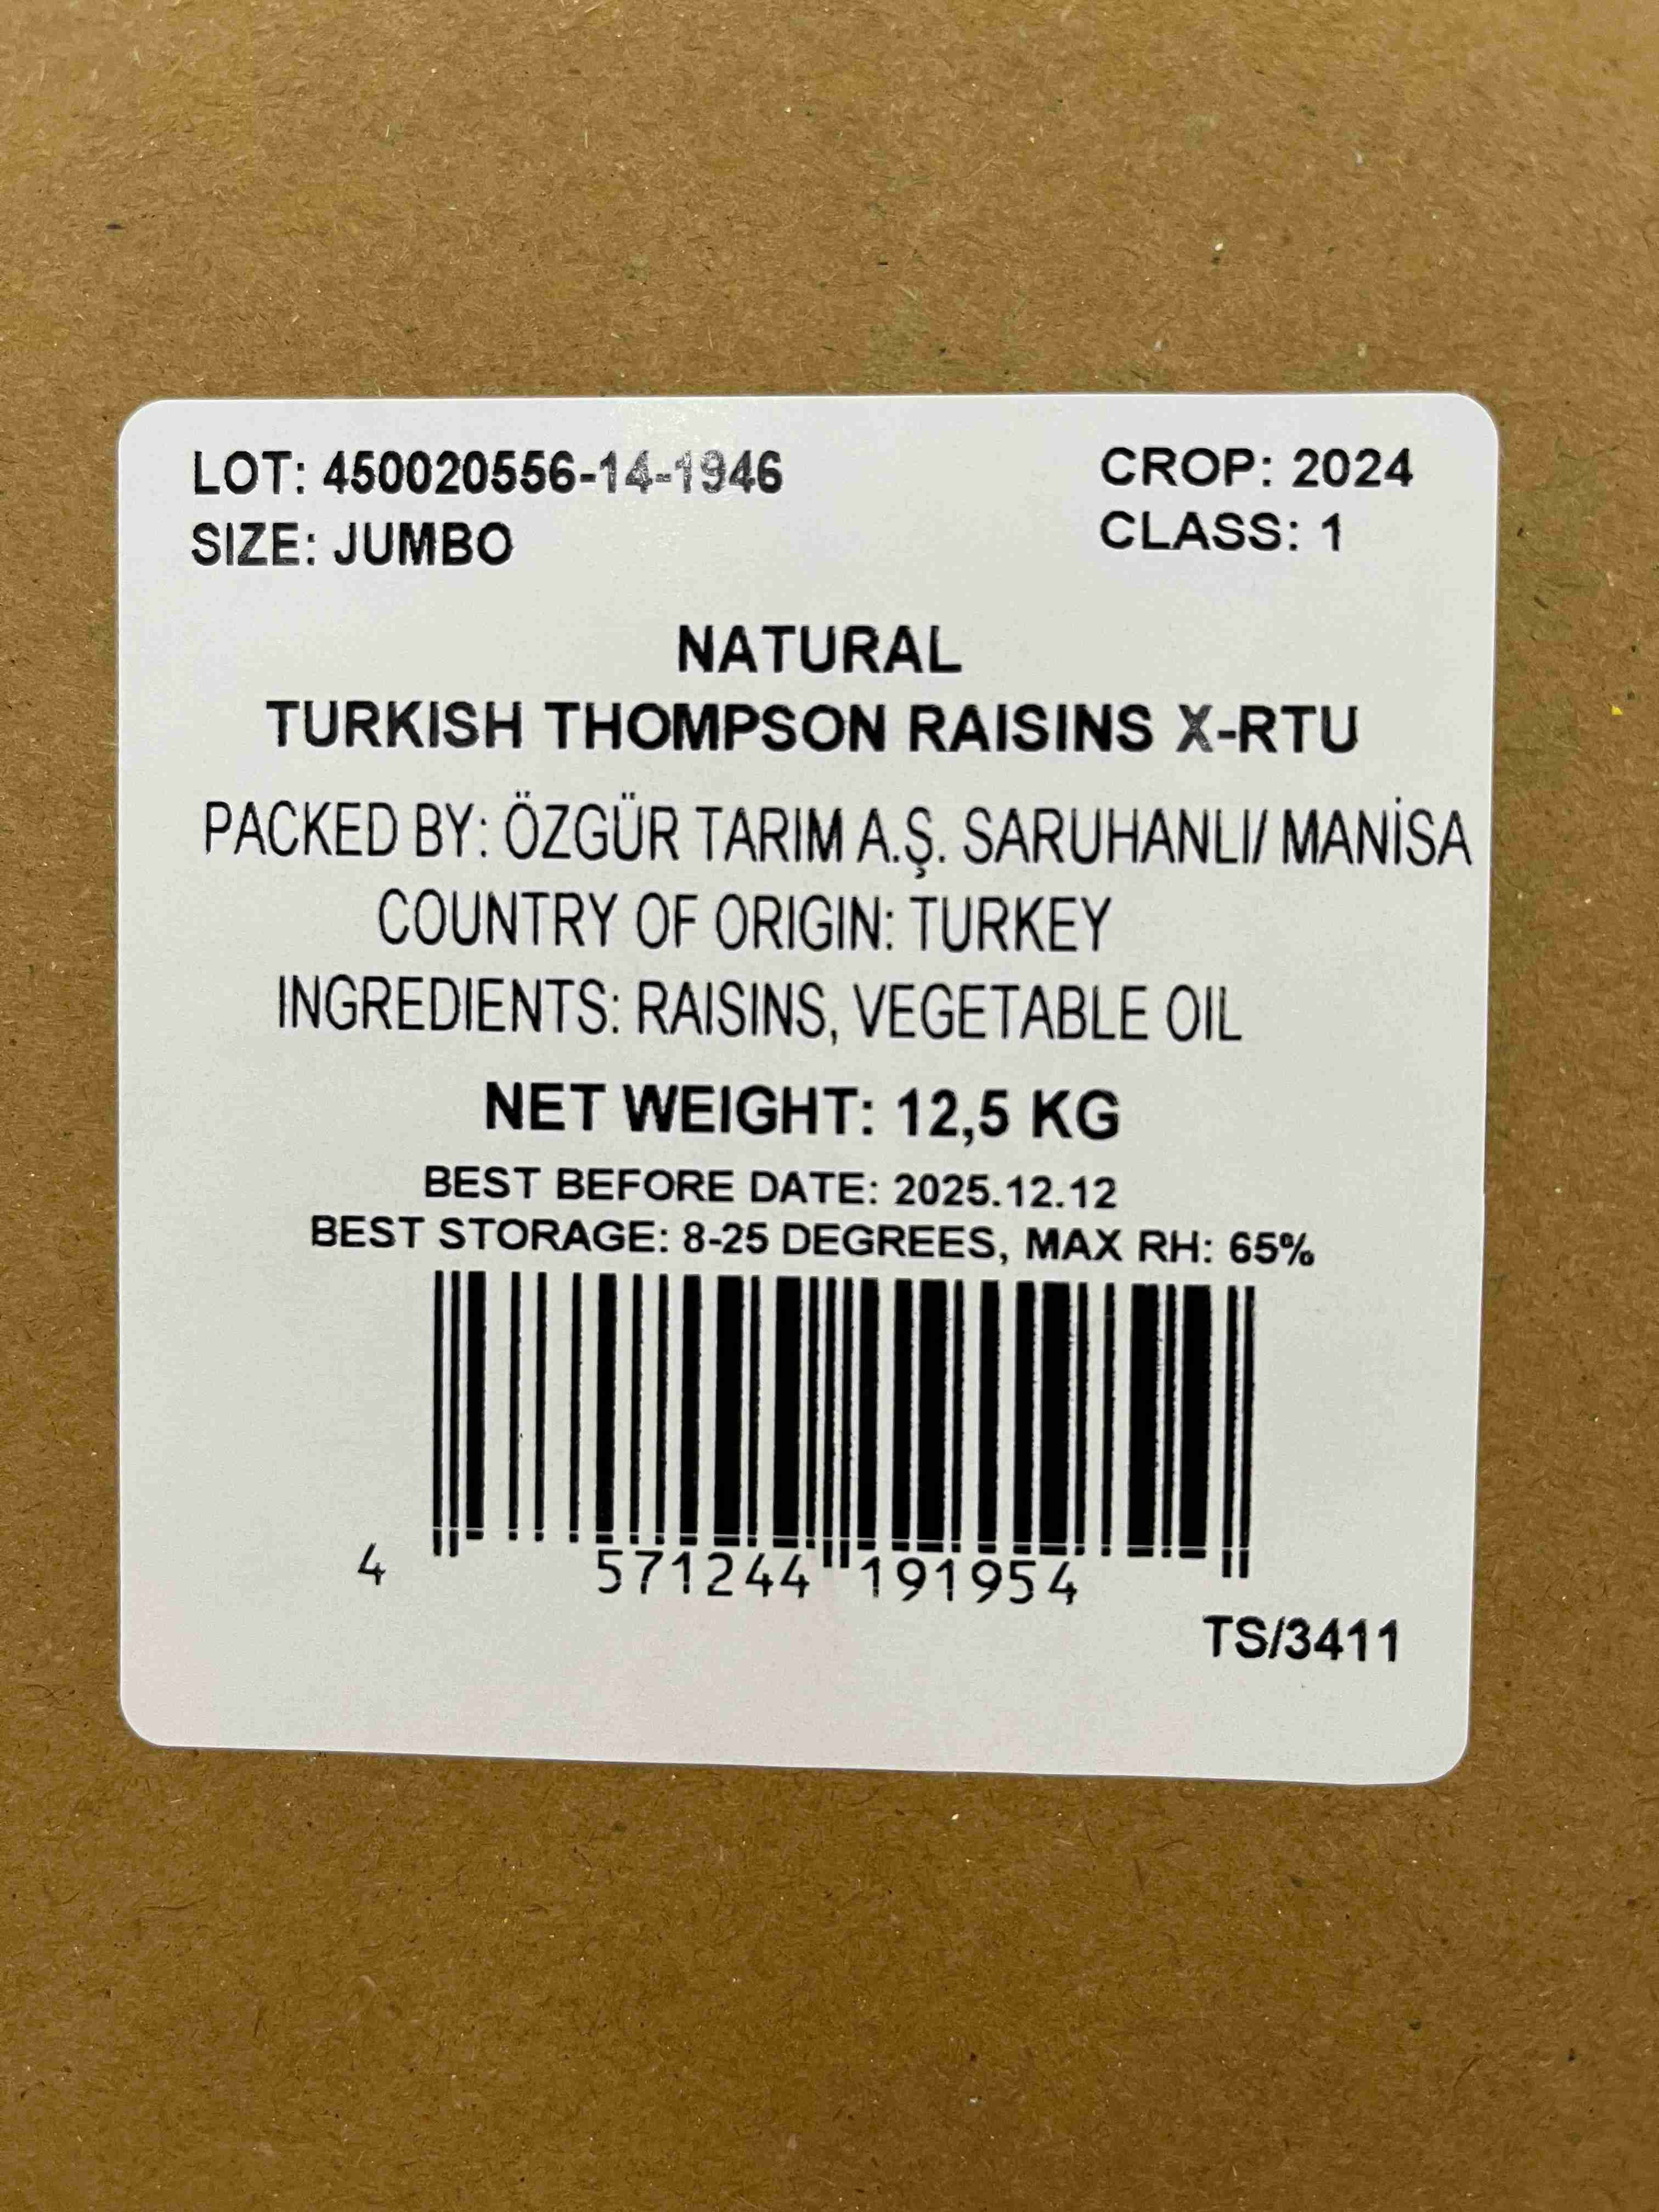 LOT: 450020556-14-1946
CROP: 2024
SIZE: JUMBO
CLASS: 1
NATURAL
TURKISH THOMPSON RAISINS X-RTU
PACKED BY: ÖZGÜR TARIM A.Ş. SARUHANLI/ MANİSA
COUNTRY OF ORIGIN: TURKEY
INGREDIENTS: RAISINS, VEGETABLE OIL
NET WEIGHT: 12,5 KG
BEST BEFORE DATE: 2025.12.12
BEST STORAGE: 8-25 DEGREES, MAX RH: 65%
4 571244 191954
TS/3411